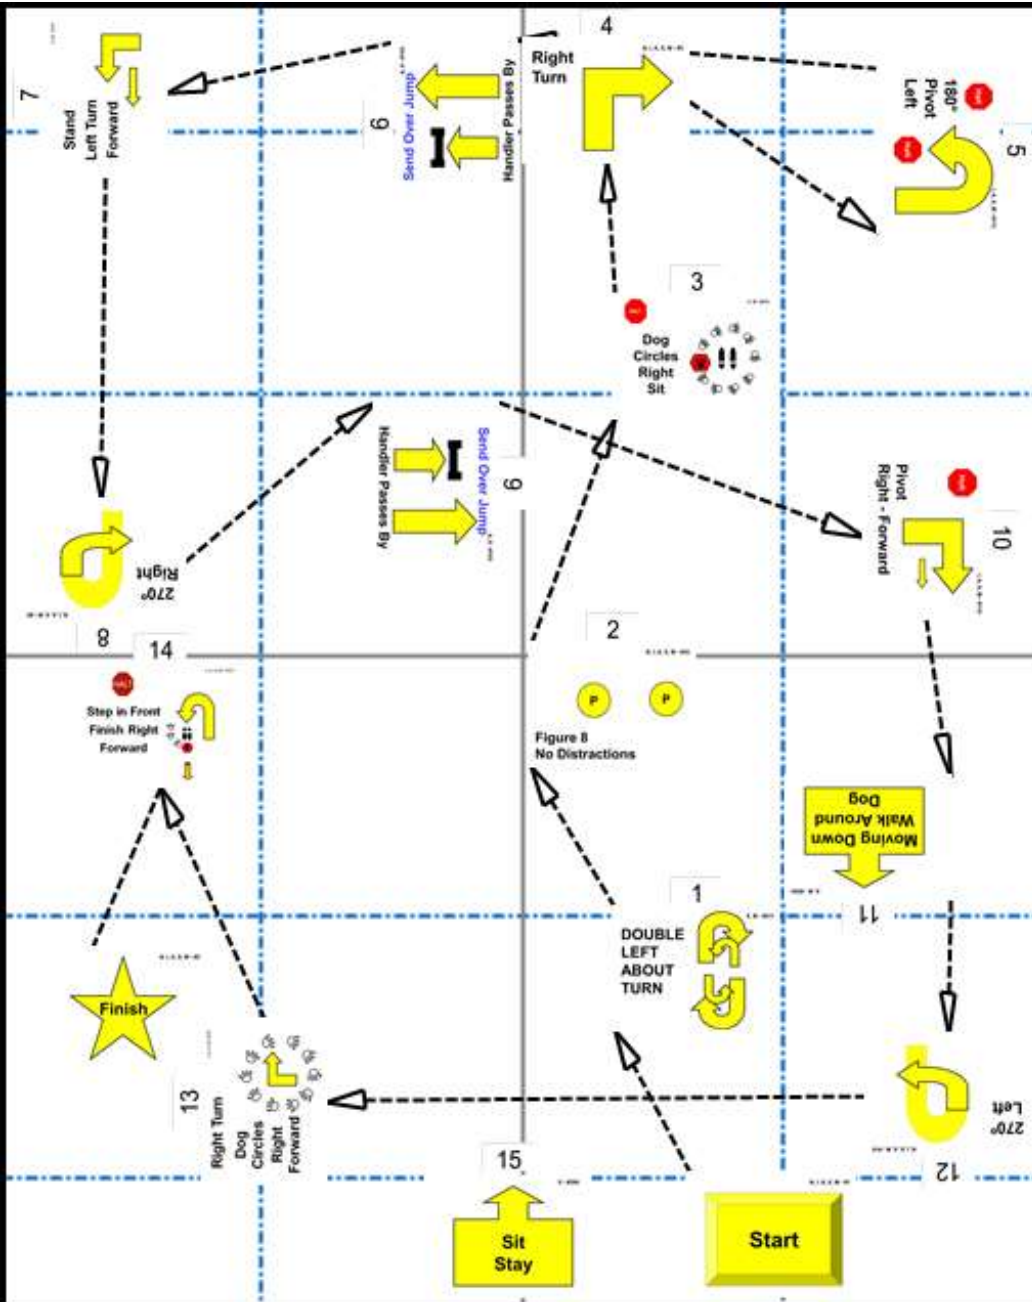 7
Stand
Left Turn
Forward
6
Send Over Jump
Handler Passes By
4
Right
Turn
180°
Pivot
Left
5
3
Dog
Circles
Right
Sit
Handler Passes By
Send Over Jump
9
Pivot
Right - Forward
10
270°
Right
8
14
Step in Front
Finish Right
Forward
2
P
P
Figure 8
No Distractions
Moving Down
Walk Around
Dog
11
1
DOUBLE
LEFT
ABOUT
TURN
Finish
13
Right Turn
Dog
Circles
Right
Forward
270°
Left
12
15
Sit
Stay
Start